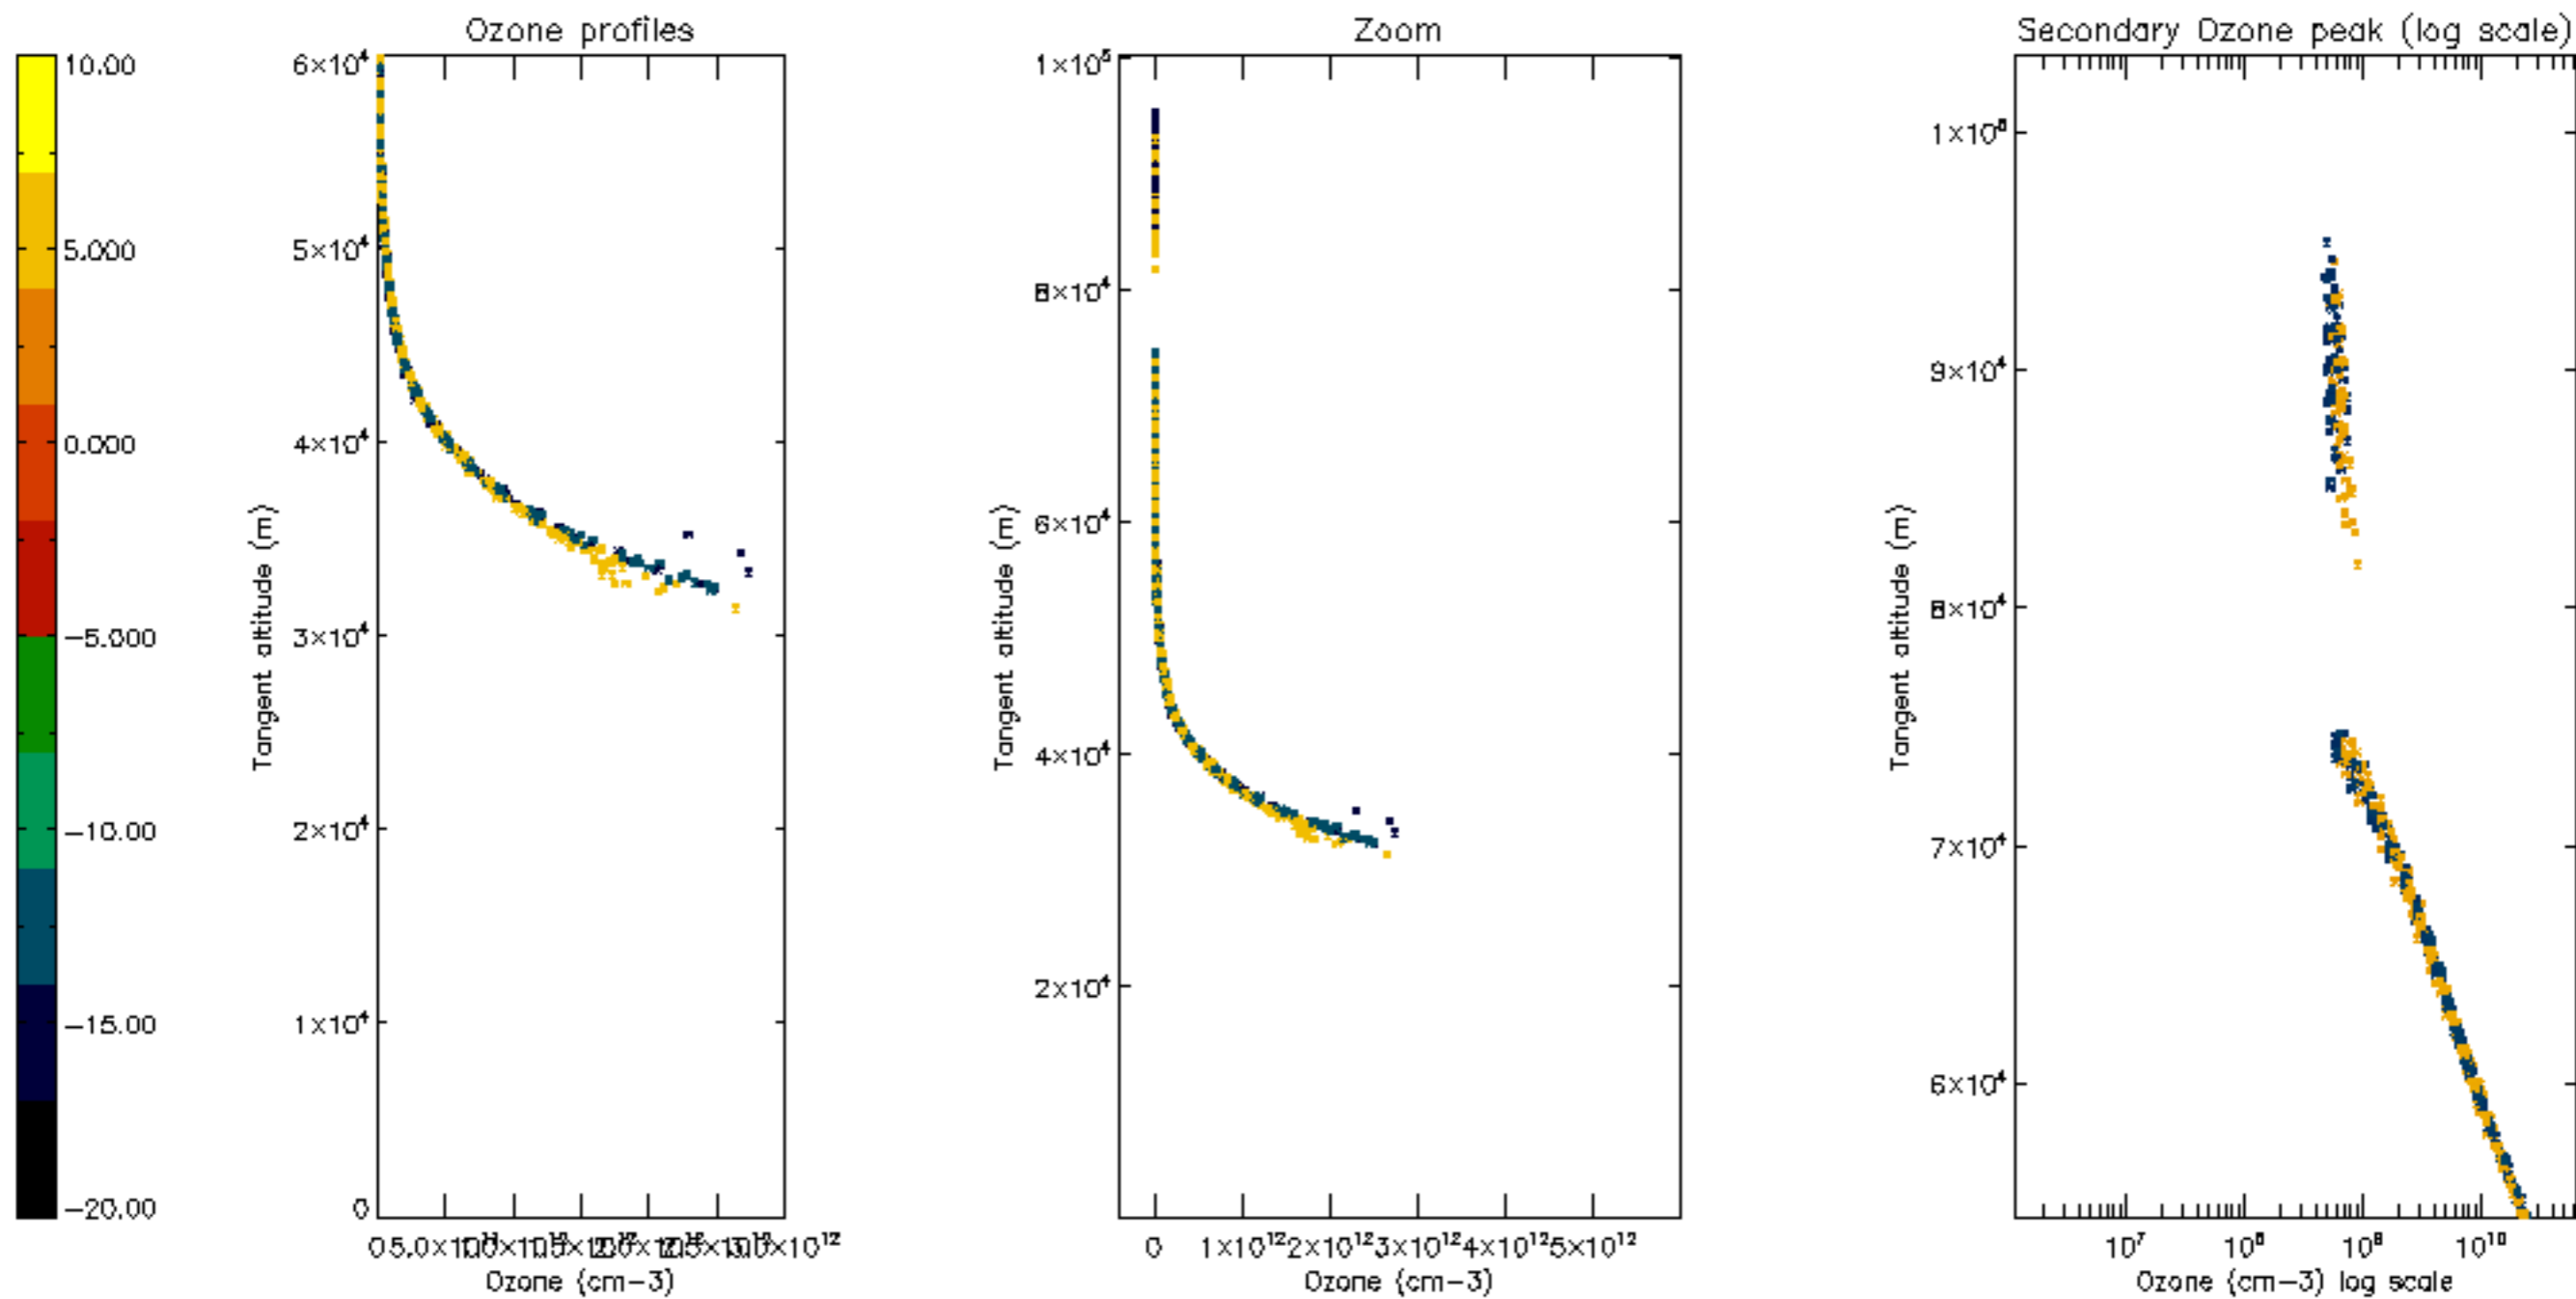 Ozone profiles
Zoom
Secondary Ozone peak (log scale)
10.00
5.000
0.000
−5.000
−10.00
−15.00
−20.00
6×10⁴
5×10⁴
4×10⁴
3×10⁴
2×10⁴
1×10⁴
0
Tangent altitude (m)
Ozone (cm−3)
1×10⁵
8×10⁴
6×10⁴
4×10⁴
2×10⁴
Tangent altitude (m)
0 1×10¹² 2×10¹² 3×10¹² 4×10¹² 5×10¹²
Ozone (cm−3)
9×10⁴
8×10⁴
7×10⁴
6×10⁴
Tangent altitude (m)
10⁷ 10⁸ 10⁹ 10¹⁰
Ozone (cm−3) log scale